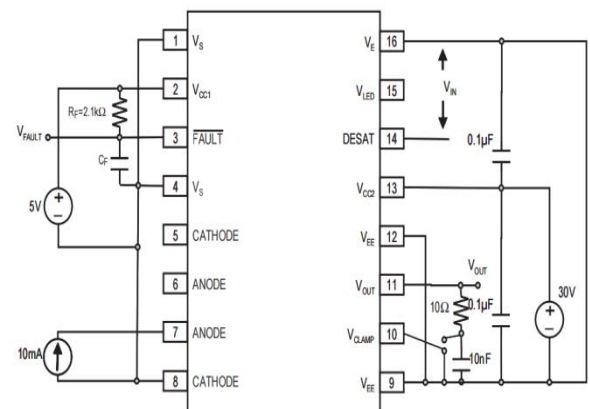 1 V_S
2 V_CC1
3 FAULT
4 V_S
5 CATHODE
6 ANODE
7 ANODE
8 CATHODE
R_F=2.1kΩ
V_FAULT
C_F
5V
10mA
V_E 16
V_LED 15
DESAT 14
V_CC2 13
V_EE 12
V_OUT 11
V_CLAMP 10
V_EE 9
V_IN
0.1µF
V_OUT
10Ω
0.1µF
10nF
30V